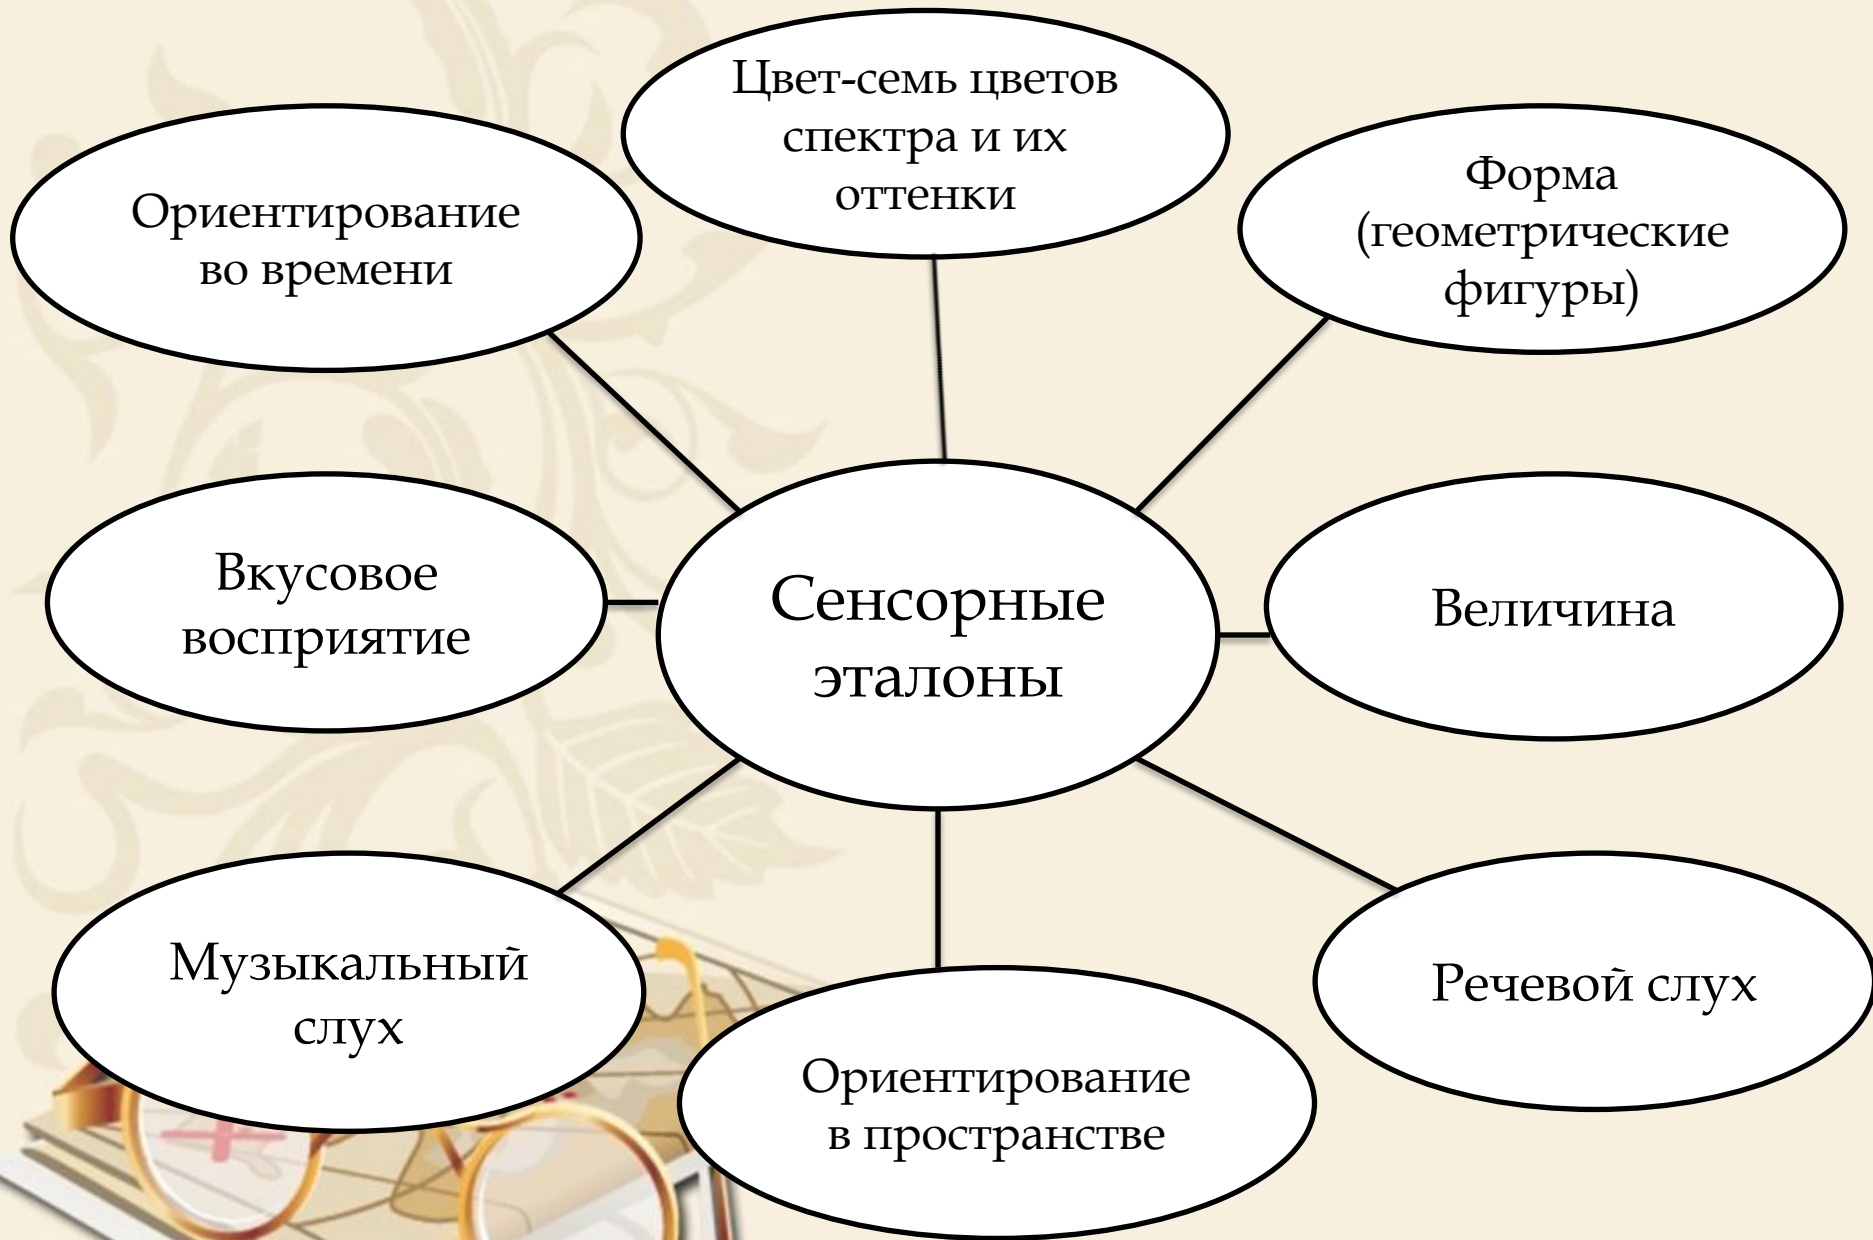 Цвет-семь цветов
спектра и их
оттенки
Ориентирование
во времени
Форма
(геометрические
фигуры)
Вкусовое
восприятие
Сенсорные
эталоны
Величина
Музыкальный
слух
Речевой слух
Ориентирование
в пространстве